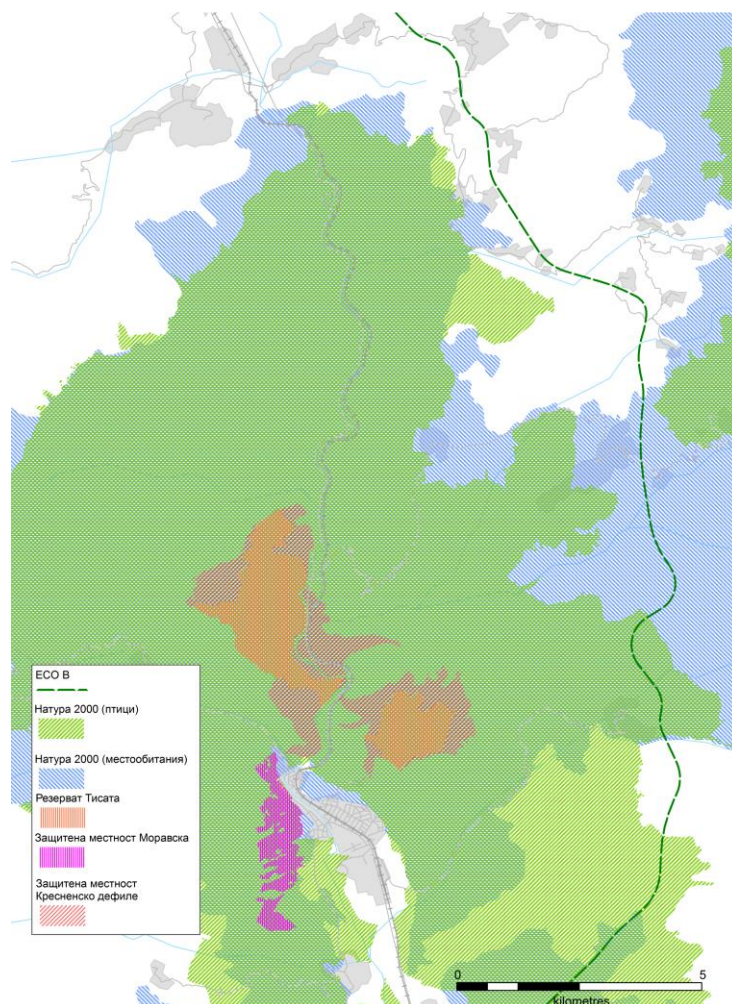 ECO B
Натура 2000 (птици)
Натура 2000 (местообитания)
Резерват Тисата
Защитена местност Моравска
Защитена местност
Кресненско дефиле
0 5
kilometres